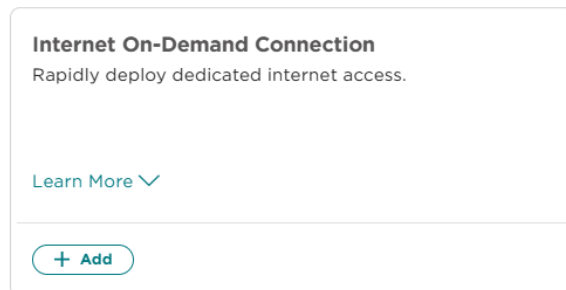 Internet On-Demand Connection
Rapidly deploy dedicated internet access.
Learn More
+ Add